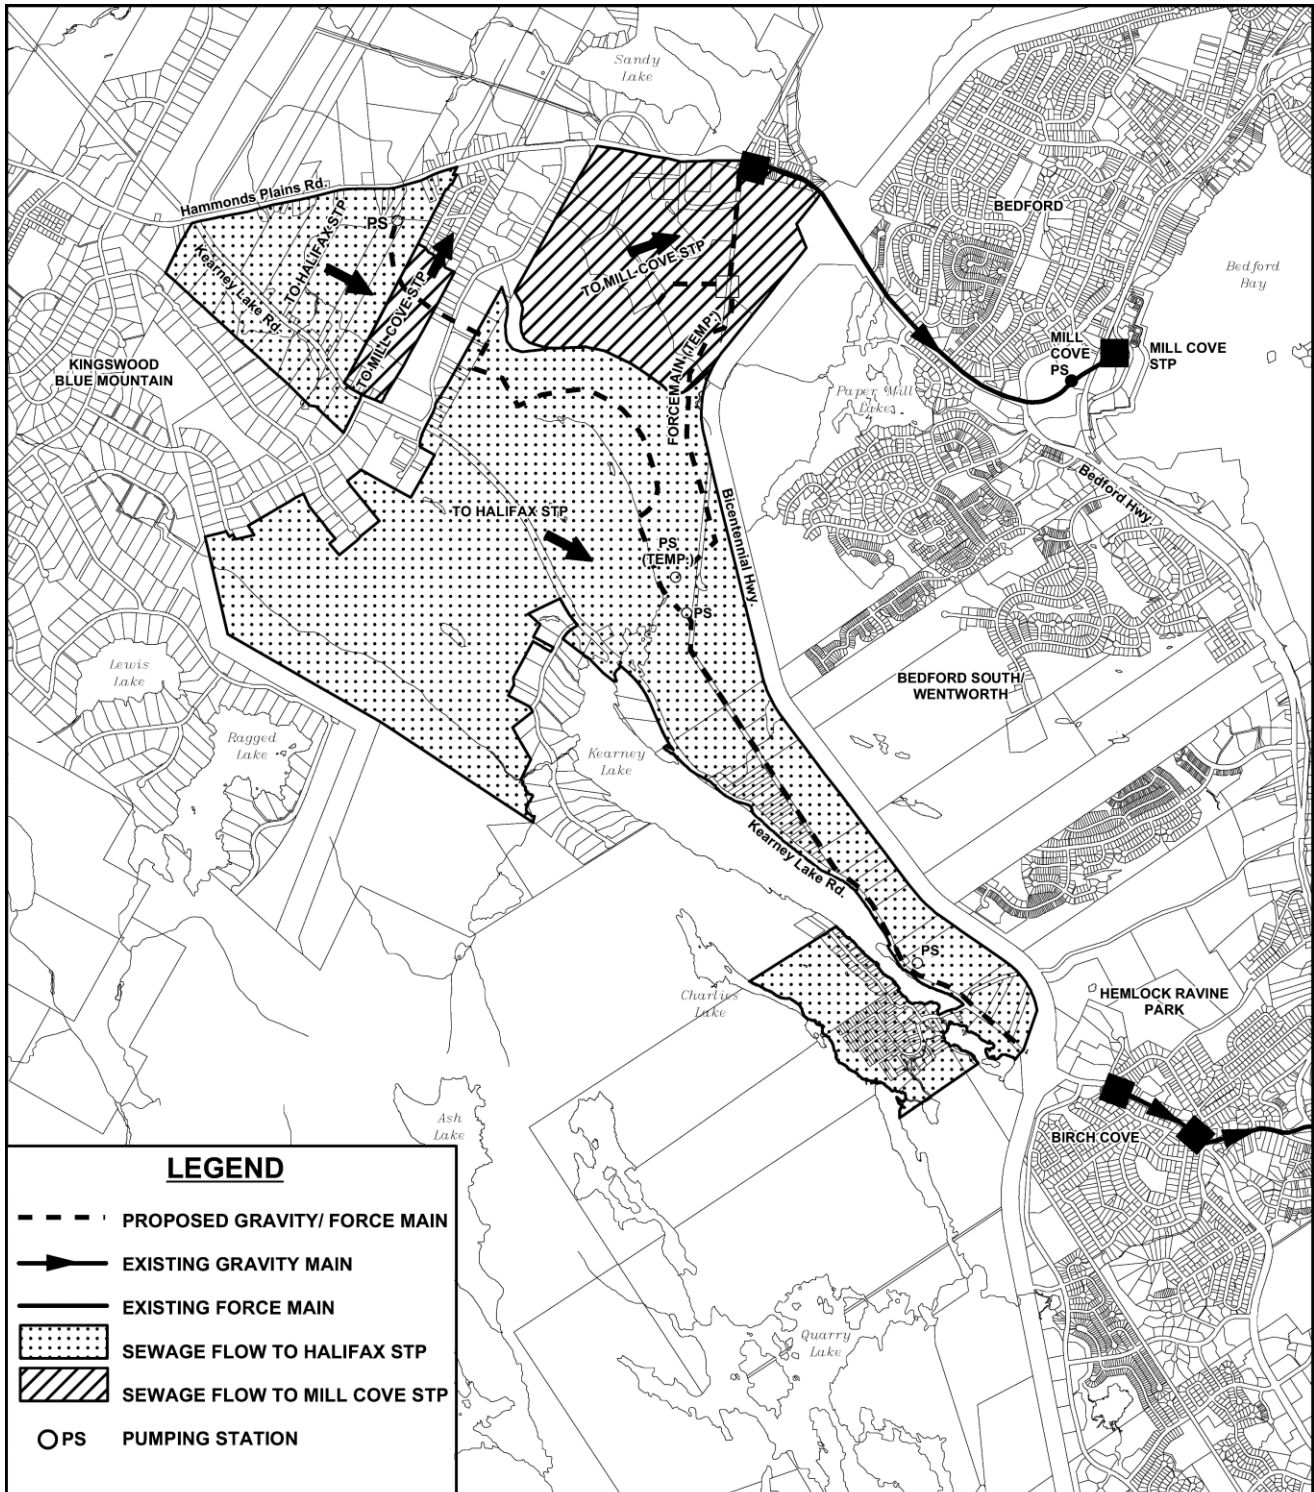 Sandy
Lake
Hammonds Plains Rd.
PS
TO HALIFAX STP
Kearney Lake Rd.
TO MILL COVE STP
TO MILL COVE STP
BEDFORD
Bedford
Bay
KINGSWOOD
BLUE MOUNTAIN
FORCEMAIN (TEMP.)
MILL
COVE
PS
MILL COVE
STP
Paper Mill
Lake
Bedford Hwy.
Bicentennial Hwy
TO HALIFAX STP
PS
(TEMP.)
PS
Lewis
Lake
BEDFORD SOUTH/
WENTWORTH
Ragged
Lake
Kearney
Lake
Kearney Lake Rd.
PS
Charlies
Lake
HEMLOCK RAVINE
PARK
Ash
Lake
BIRCH COVE
Quarry
Lake
LEGEND
PROPOSED GRAVITY/ FORCE MAIN
EXISTING GRAVITY MAIN
EXISTING FORCE MAIN
SEWAGE FLOW TO HALIFAX STP
SEWAGE FLOW TO MILL COVE STP
PS PUMPING STATION